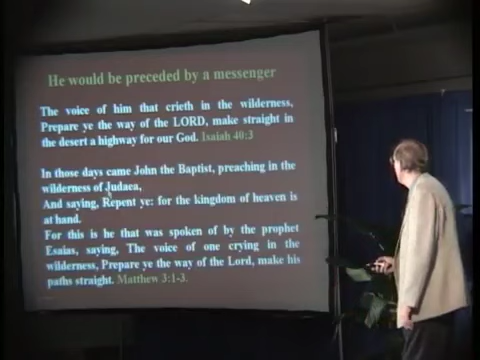 He would be preceded by a messenger
The voice of him that crieth in the wilderness,
Prepare ye the way of the LORD, make straight in
the desert a highway for our God. Isaiah 40:3
In those days came John the Baptist, preaching in the
wilderness of Judaea,
And saying, Repent ye: for the kingdom of heaven is
at hand.
For this is he that was spoken of by the prophet
Esaias, saying, The voice of one crying in the
wilderness, Prepare ye the way of the Lord, make his
paths straight. Matthew 3:1-3.